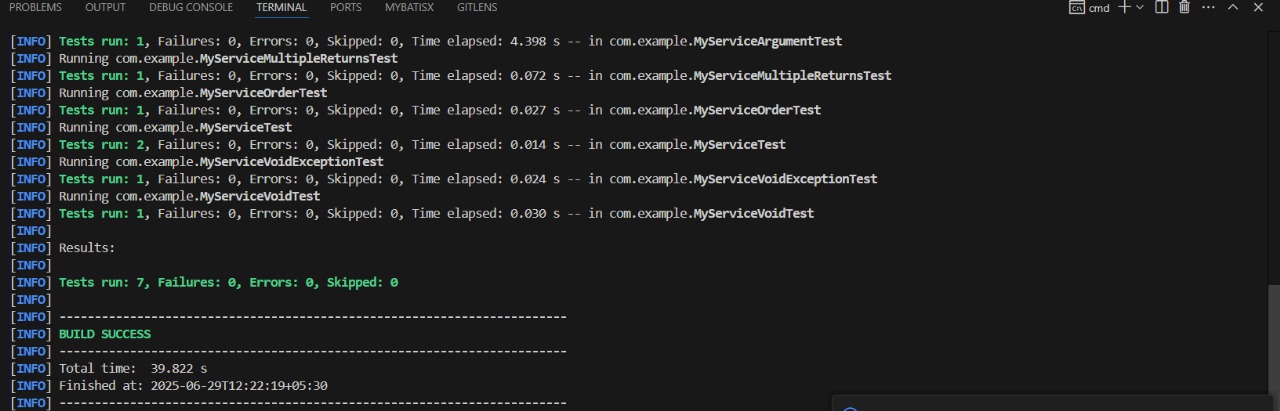 PROBLEMS OUTPUT DEBUG CONSOLE TERMINAL PORTS MYBATISX GITLENS cmd
[INFO] Tests run: 1, Failures: 0, Errors: 0, Skipped: 0, Time elapsed: 4.398 s -- in com.example.MyServiceArgumentTest
[INFO] Running com.example.MyServiceMultipleReturnsTest
[INFO] Tests run: 1, Failures: 0, Errors: 0, Skipped: 0, Time elapsed: 0.072 s -- in com.example.MyServiceMultipleReturnsTest
[INFO] Running com.example.MyServiceOrderTest
[INFO] Tests run: 1, Failures: 0, Errors: 0, Skipped: 0, Time elapsed: 0.027 s -- in com.example.MyServiceOrderTest
[INFO] Running com.example.MyServiceTest
[INFO] Tests run: 2, Failures: 0, Errors: 0, Skipped: 0, Time elapsed: 0.014 s -- in com.example.MyServiceTest
[INFO] Running com.example.MyServiceVoidExceptionTest
[INFO] Tests run: 1, Failures: 0, Errors: 0, Skipped: 0, Time elapsed: 0.024 s -- in com.example.MyServiceVoidExceptionTest
[INFO] Running com.example.MyServiceVoidTest
[INFO] Tests run: 1, Failures: 0, Errors: 0, Skipped: 0, Time elapsed: 0.030 s -- in com.example.MyServiceVoidTest
[INFO]
[INFO] Results:
[INFO]
[INFO] Tests run: 7, Failures: 0, Errors: 0, Skipped: 0
[INFO]
[INFO] ------------------------------------------------------------------------
[INFO] BUILD SUCCESS
[INFO] ------------------------------------------------------------------------
[INFO] Total time:  39.822 s
[INFO] Finished at: 2025-06-29T12:22:19+05:30
[INFO] ------------------------------------------------------------------------